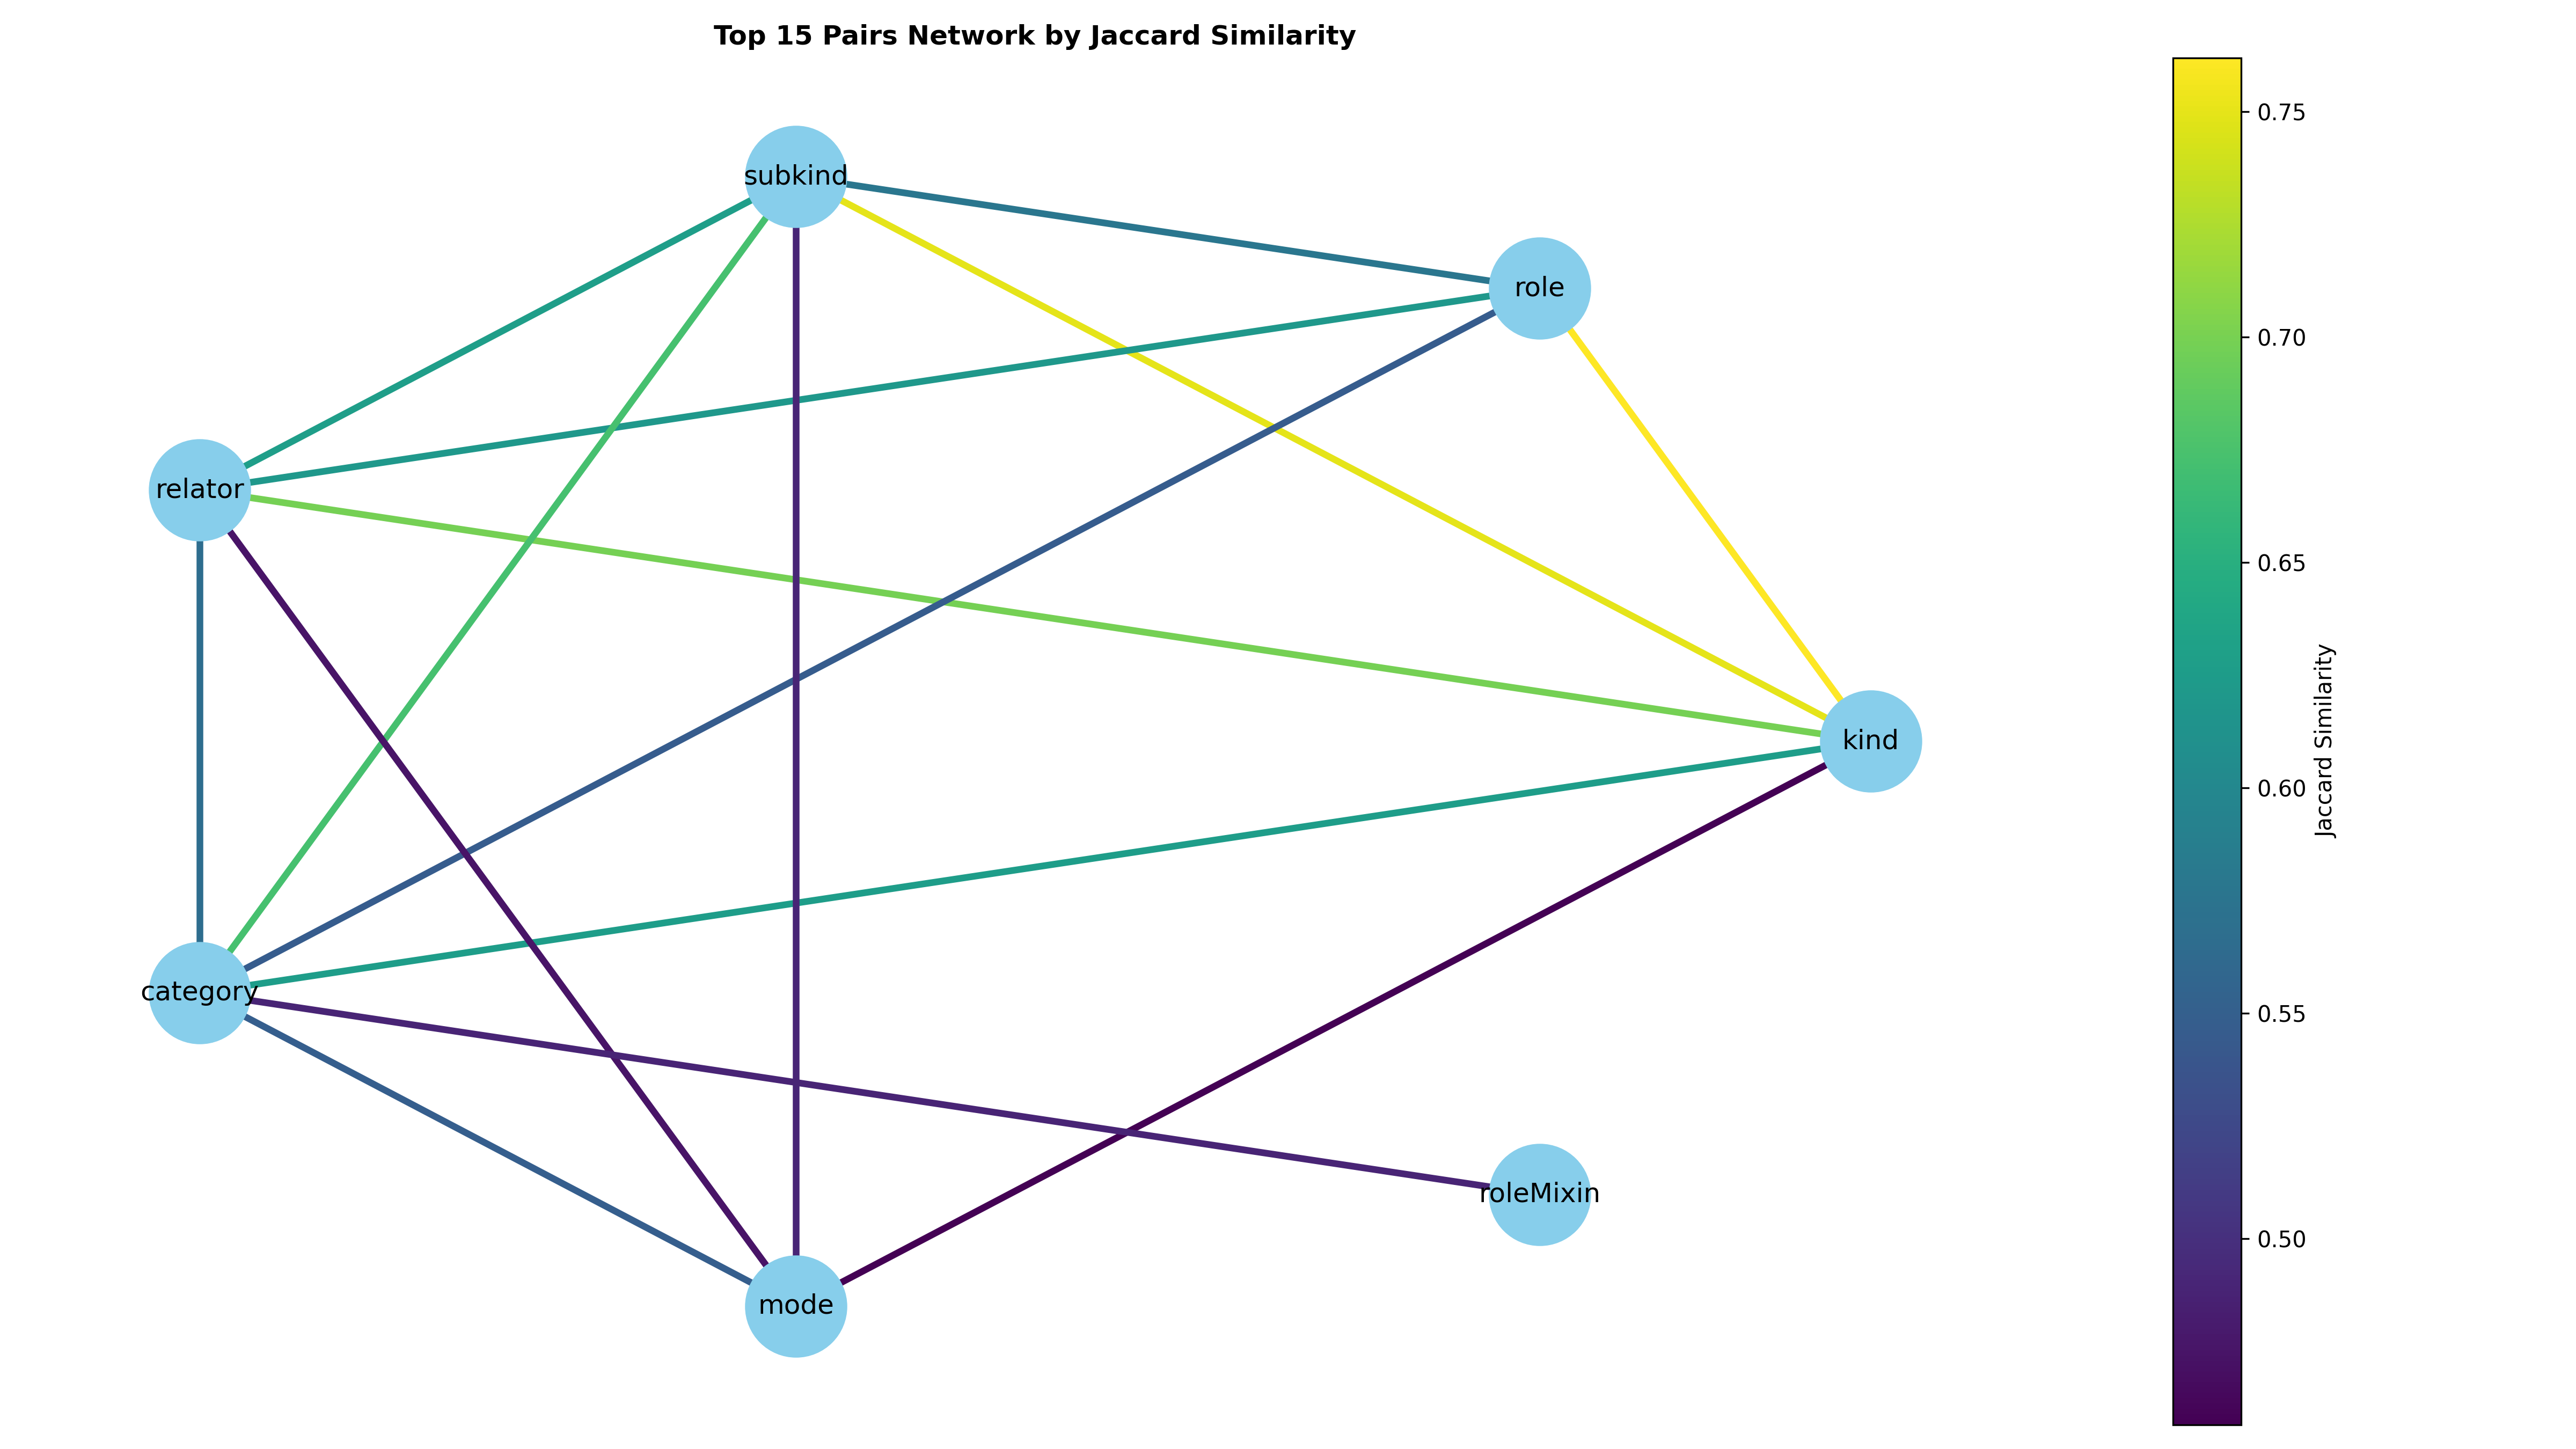 Top 15 Pairs Network by Jaccard Similarity
subkind
role
relator
kind
category
roleMixin
mode
0.75
0.70
0.65
0.60
0.55
0.50
Jaccard Similarity